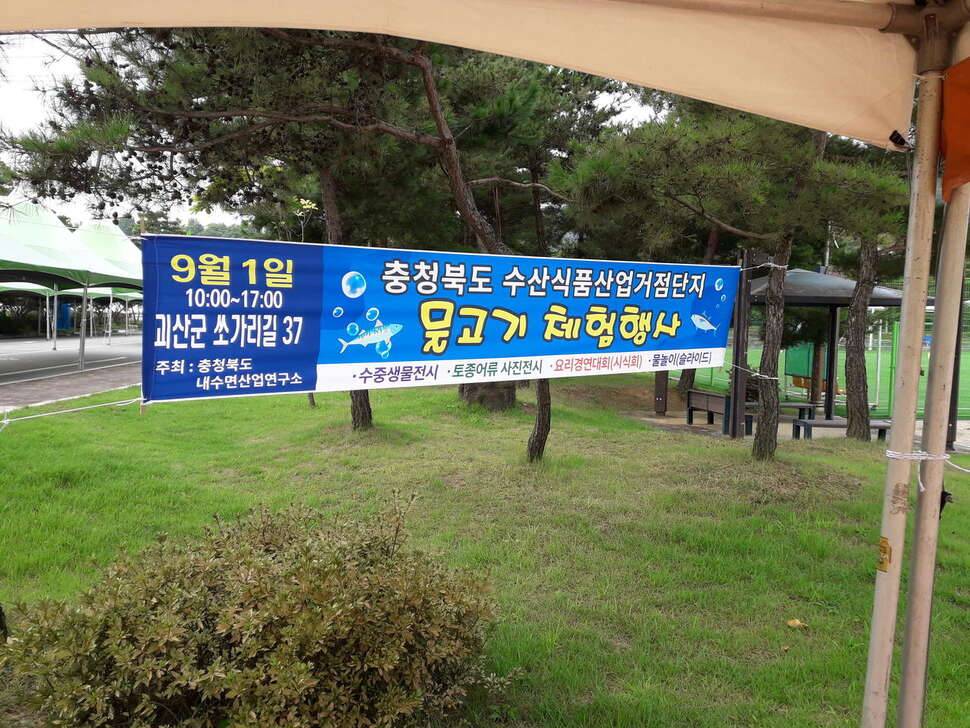 9월 1일
10:00~17:00
괴산군 쏘가리길 37
주최 : 충청북도
내수면산업연구소
충청북도 수산식품산업거점단지
물고기 체험행사
·수중생물전시 ·토종어류 사진전시 ·요리경연대회(시식회) ·물놀이(슬라이드)